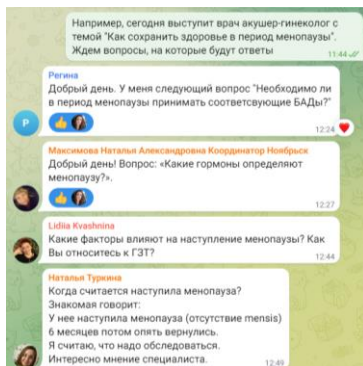 Например, сегодня выступит врач акушер-гинеколог с
темой "Как сохранить здоровье в период менопаузы".
Ждем вопросы, на которые будут ответы
11:44
Регина
Добрый день. У меня следующий вопрос "Необходимо ли
в период менопаузы принимать соответсвующие БАДы?"
Р
12:24
Максимова Наталья Александровна Координатор Ноябрьск
Добрый день! Вопрос: «Какие гормоны определяют
менопаузу?».
12:27
Lidiia Kvashnina
Какие факторы влияют на наступление менопаузы? Как
Вы относитесь к ГЗТ?
12:44
Наталья Туркина
Когда считается наступила менопауза?
Знакомая говорит:
У нее наступила менопауза (отсутствие mensis)
6 месяцев потом опять вернулись.
Я считаю, что надо обследоваться.
Интересно мнение специалиста.
12:49